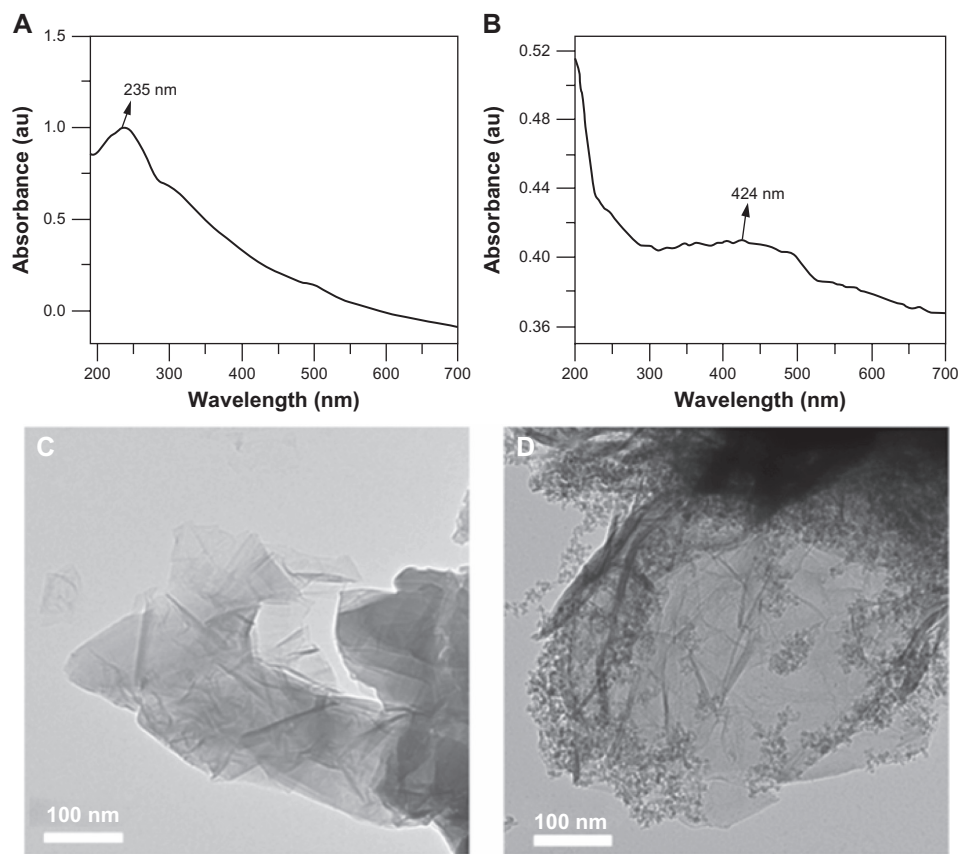 A
1.5
1.0
0.5
0.0
Absorbance (au)
235 nm
200 300 400 500 600 700
Wavelength (nm)
B
0.52
0.48
0.44
0.40
0.36
Absorbance (au)
424 nm
200 300 400 500 600 700
Wavelength (nm)
C
100 nm
D
100 nm